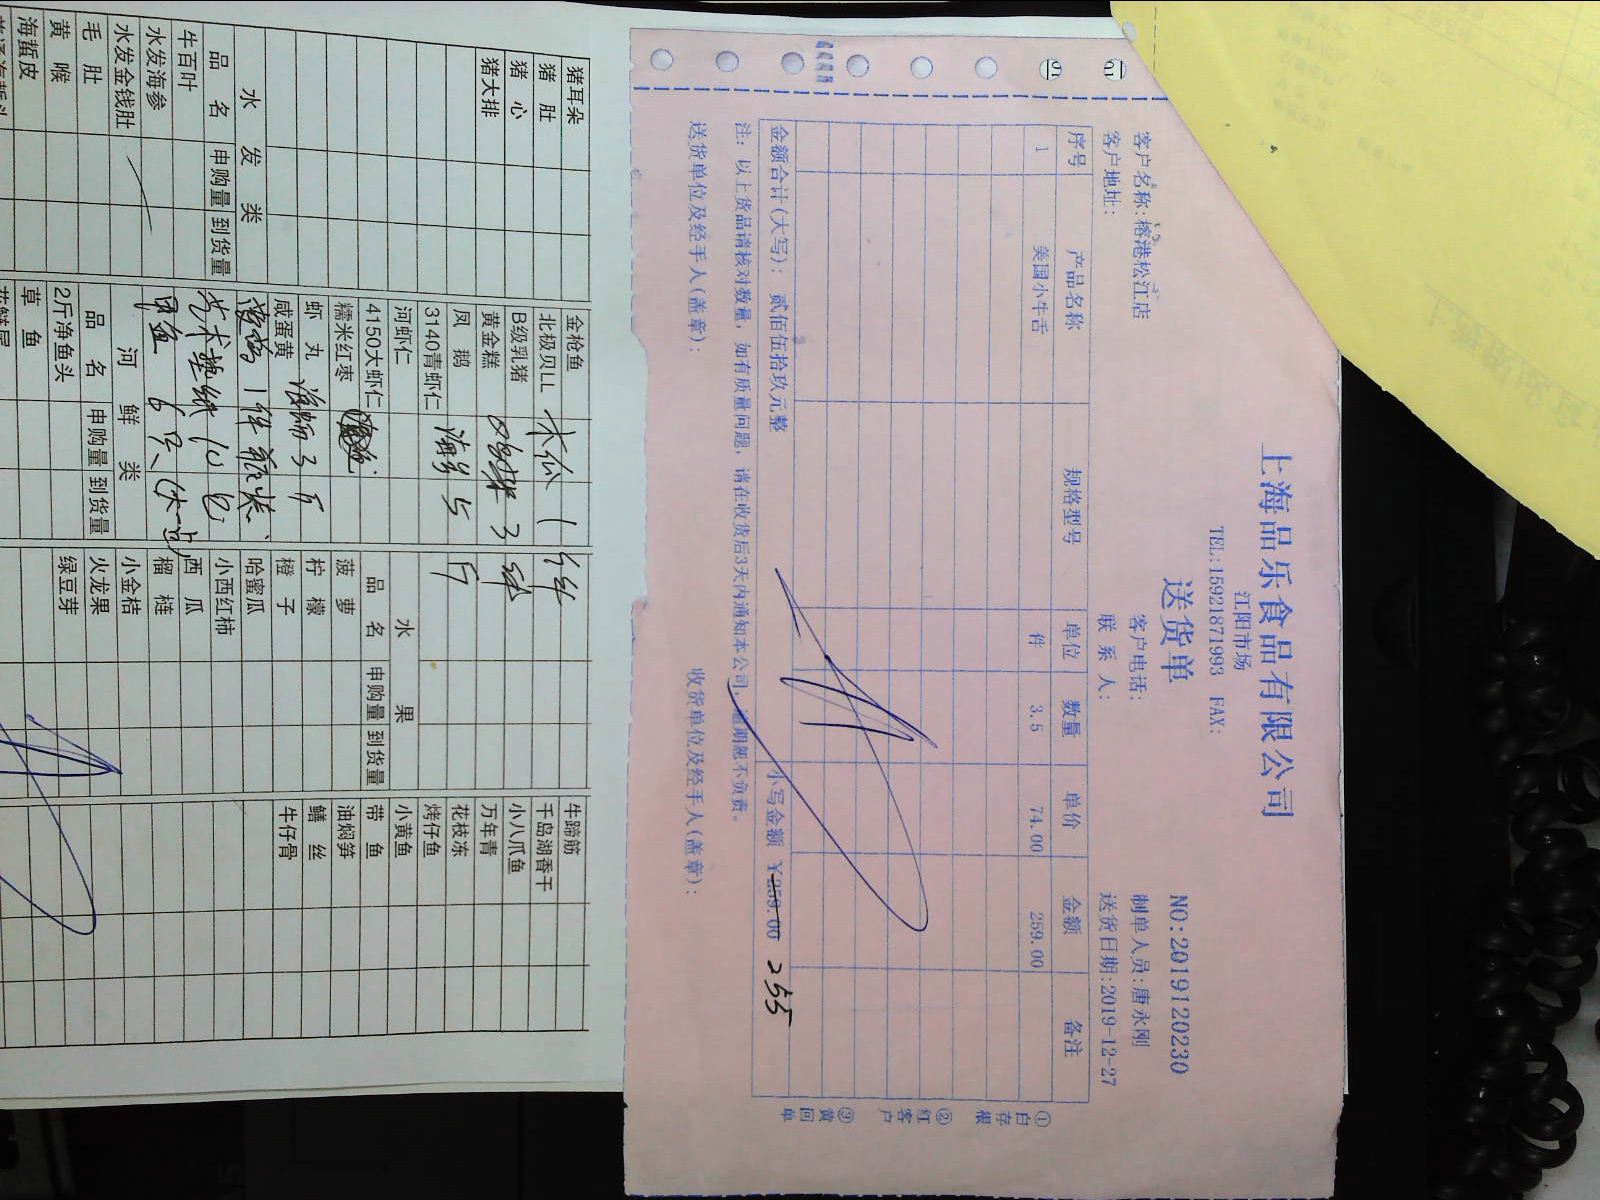 上海品乐食品有限公司
江阳市场
TEL:15921871993 FAX:
送货单
NO:2019120230
客户名称:榕港松江店 客户电话: 制单人员:唐永刚
客户地址: 联系人: 送货日期:2019-12-27
序号 产品名称 规格型号 单位 数量 单价 金额 备注
1 美国小牛舌 件 3.5 74.00 259.00
金额合计(大写): 贰佰伍拾玖元整 小写金额 ¥259.00 255
注: 以上货品请核对数量, 如有质量问题, 请在收货后3天内通知本公司, 逾期恕不负责。
送货单位及经手人(盖章): 收货单位及经手人(盖章):
①白存根 ②红客户 ③黄回单
猪耳朵
猪肚
猪心
猪大排
水发类
品名 申购量 到货量
牛百叶
水发海参
水发金钱肚
毛肚
黄喉
海蜇皮
金枪鱼
北极贝LL 木瓜 1件
B级乳猪
黄金糕
凤鹅
3140青虾仁
河虾仁
4150大虾仁
糯米红枣
咸蛋黄
虾丸
河鲜类
品名 申购量 到货量
2斤净鱼头
草鱼
水果
品名 申购量 到货量
菠萝
柠檬
橙子
哈蜜瓜
小西红柿
西瓜
榴梿
小金桔
火龙果
绿豆芽
牛蹄筋
千岛湖香干
小八爪鱼
万年青
花枝冻
烤仔鱼
小黄鱼
带鱼
油焖笋
鳝丝
牛仔骨